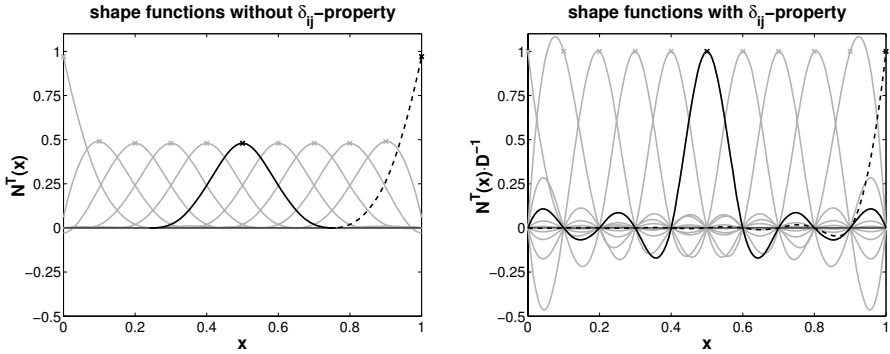 shape functions without δij−property
1
0.75
0.5
0.25
0
−0.25
−0.5
N^T(x)
0 0.2 0.4 0.6 0.8 1
x
shape functions with δij−property
1
0.75
0.5
0.25
0
−0.25
−0.5
N^T(x)·D^−1
0 0.2 0.4 0.6 0.8 1
x